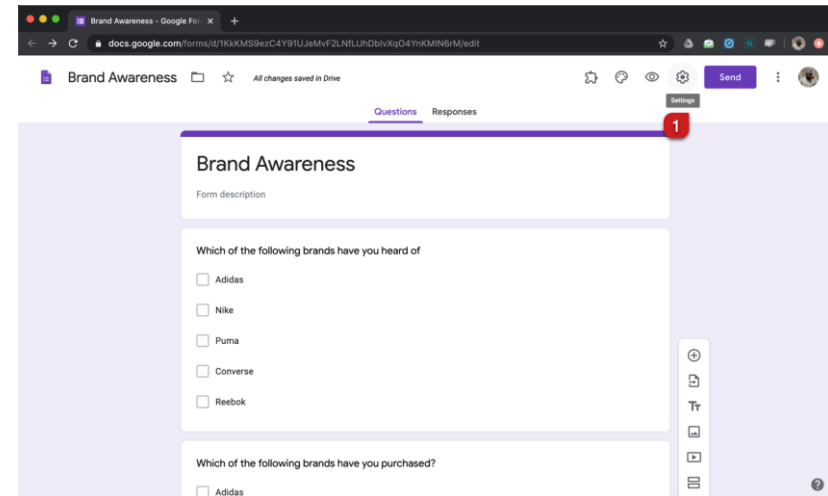 Brand Awareness - Google For
docs.google.com/forms/d/1KkKMS9ezC4Y91UJeMvF2LNfLUhDbIvXqO4YnKMIN6rM/edit
Brand Awareness
All changes saved in Drive
Send
Settings
1
Questions Responses
Brand Awareness
Form description
Which of the following brands have you heard of
Adidas
Nike
Puma
Converse
Reebok
Tт
Which of the following brands have you purchased?
Adidas